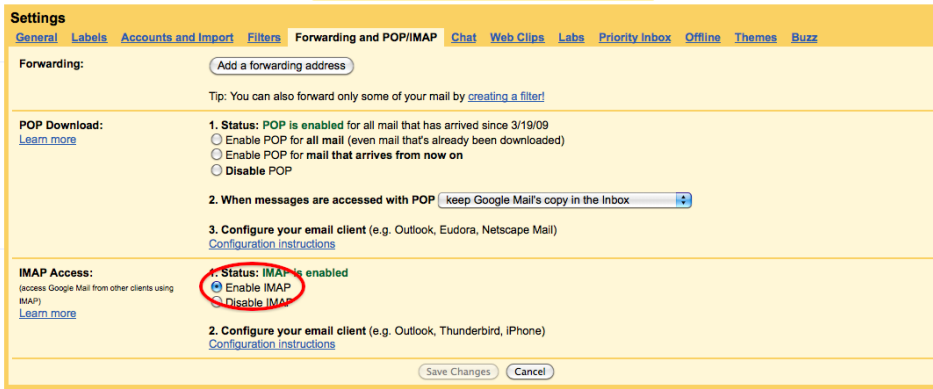 Settings
General Labels Accounts and Import Filters Forwarding and POP/IMAP Chat Web Clips Labs Priority Inbox Offline Themes Buzz
Forwarding:
Add a forwarding address
Tip: You can also forward only some of your mail by creating a filter!
POP Download:
Learn more
1. Status: POP is enabled for all mail that has arrived since 3/19/09
Enable POP for all mail (even mail that's already been downloaded)
Enable POP for mail that arrives from now on
Disable POP
2. When messages are accessed with POP keep Google Mail's copy in the Inbox
3. Configure your email client (e.g. Outlook, Eudora, Netscape Mail)
Configuration instructions
IMAP Access:
(access Google Mail from other clients using
IMAP)
Learn more
1. Status: IMAP is enabled
Enable IMAP
Disable IMAP
2. Configure your email client (e.g. Outlook, Thunderbird, iPhone)
Configuration instructions
Save Changes Cancel